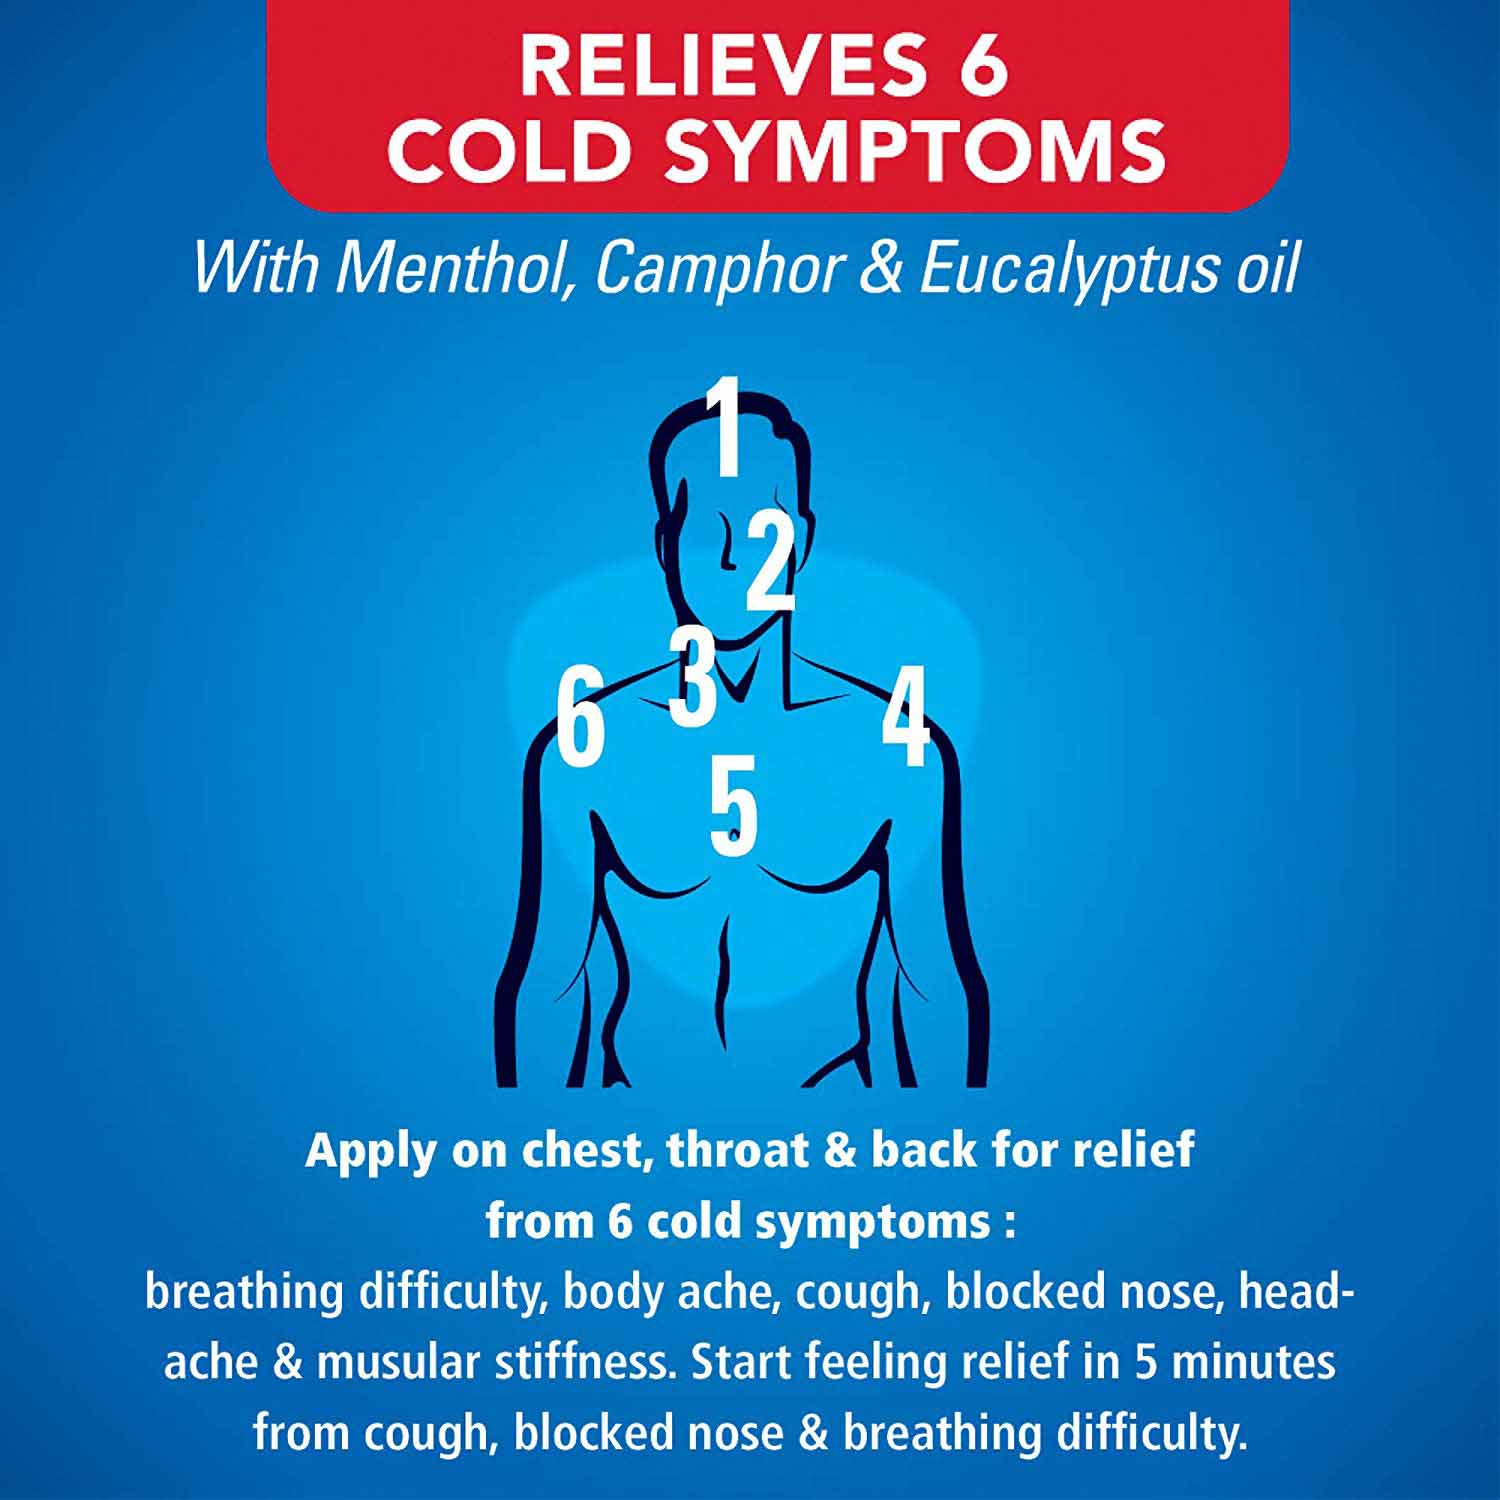 RELIEVES 6
COLD SYMPTOMS
With Menthol, Camphor & Eucalyptus oil
1
2
3
6
4
5
Apply on chest, throat & back for relief
from 6 cold symptoms :
breathing difficulty, body ache, cough, blocked nose, head-
ache & musular stiffness. Start feeling relief in 5 minutes
from cough, blocked nose & breathing difficulty.